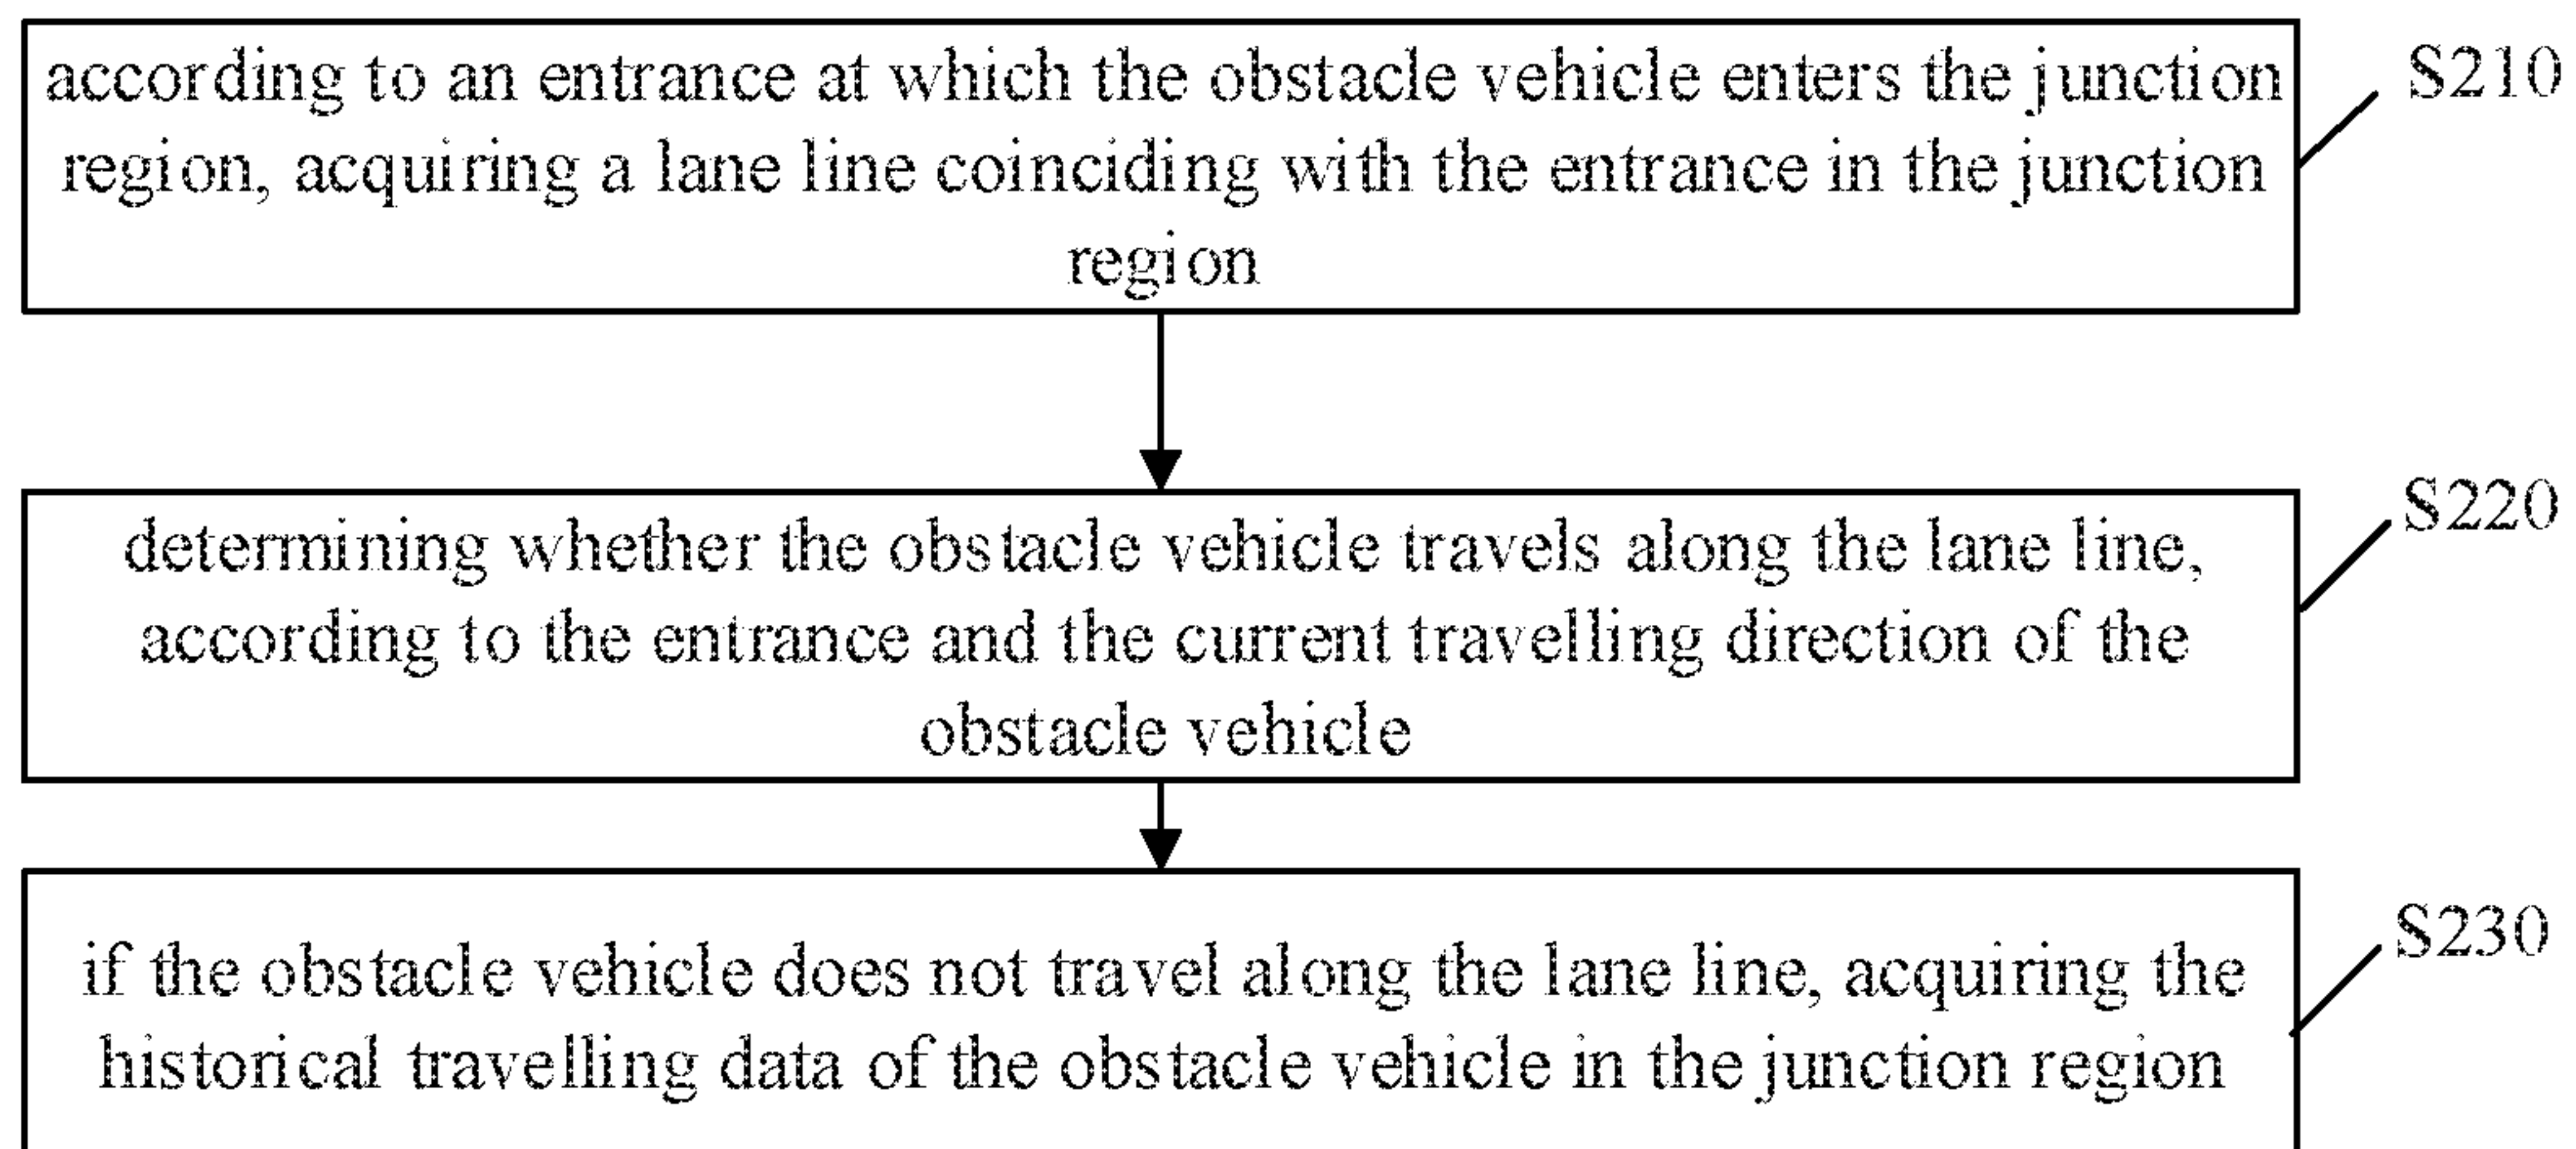 according to an entrance at which the obstacle vehicle enters the junction
S210
region, acquiring a lane line coinciding with the entrance in the junction
region
S220
determining whether the obstacle vehicle travels along the lane line,
according to the entrance and the current travelling direction of the
obstacle vehicle
S230
if the obstacle vehicle does not travel along the lane line, acquiring the
historical travelling data of the obstacle vehicle in the junction region